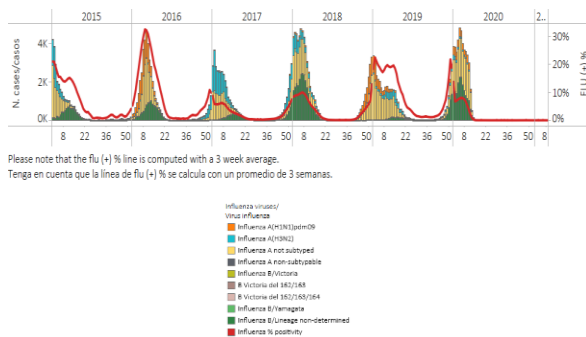 2015 2016 2017 2018 2019 2020 2..
4K
2K
0K
N. cases/casos
30%
20%
10%
0%
8 22 36 50 8 22 36 50 8 22 36 50 8 22 36 50 8 22 36 50 8 22 36 50 8
Please note that the flu (+) % line is computed with a 3 week average.
Tenga en cuenta que la línea de flu (+) % se calcula con un promedio de 3 semanas.
Influenza viruses/
Virus influenza
Influenza A(H1N1)pdm09
Influenza A(H3N2)
Influenza A not subtyped
Influenza A non-subtypable
Influenza B/Victoria
B Victoria del 162/163
B Victoria del 162/163/164
Influenza B/Yamagata
Influenza B/Lineage non-determined
Influenza % positivity